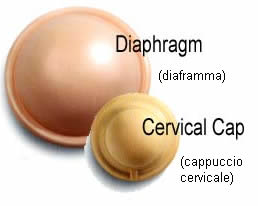 Diaphragm
(diaframma)
Cervical Cap
(cappuccio
cervicale)